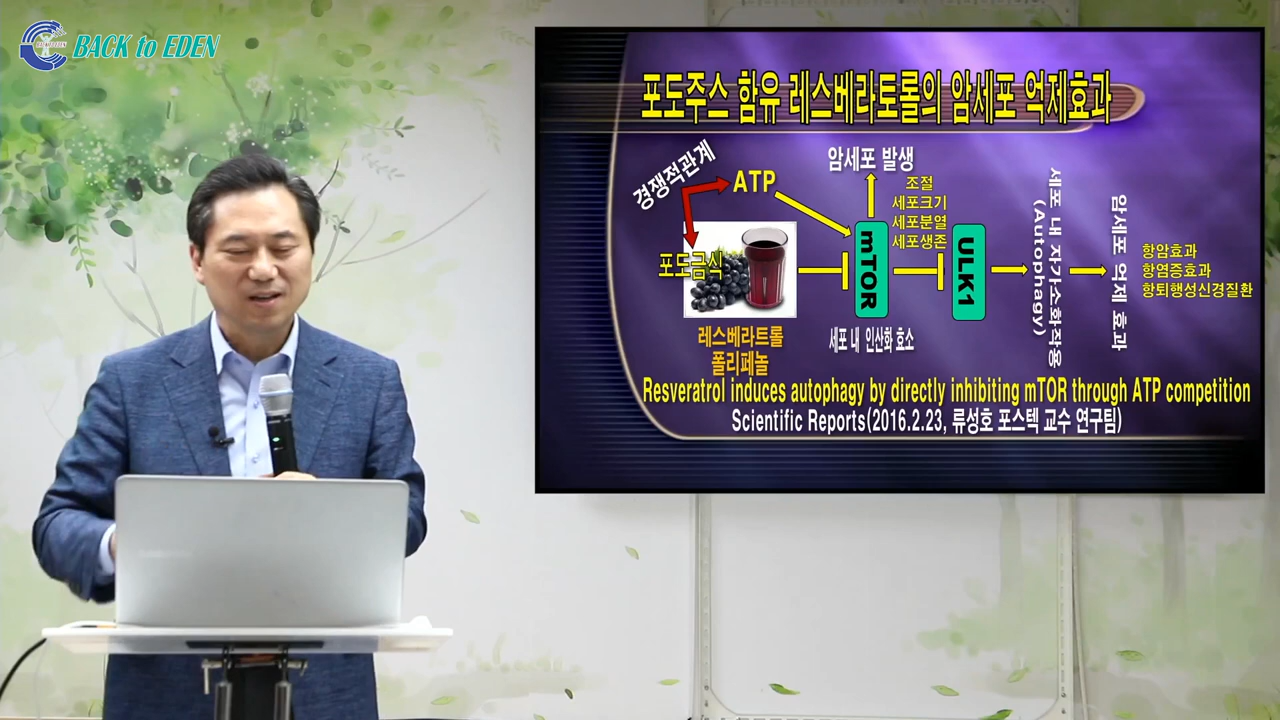 BACK to EDEN
포도주스 함유 레스베라토롤의 암세포 억제효과
경쟁적관계
ATP
암세포 발생
조절
세포크기
세포분열
세포생존
포도금식
mTOR
ULK1
세포 내 자가소화작용
(Autophagy)
암세포 억제 효과
항암효과
항염증효과
항퇴행성신경질환
레스베라트롤
폴리페놀
세포 내 인산화 효소
Resveratrol induces autophagy by directly inhibiting mTOR through ATP competition
Scientific Reports(2016.2.23, 류성호 포스텍 교수 연구팀)